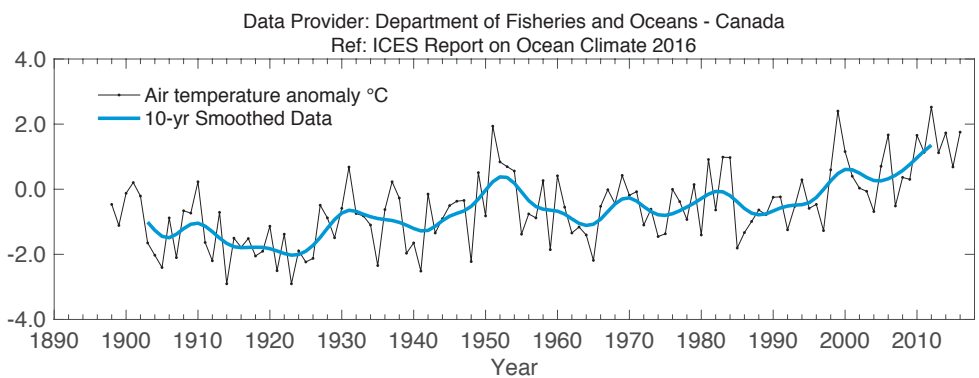 Data Provider: Department of Fisheries and Oceans - Canada
Ref: ICES Report on Ocean Climate 2016
4.0
Air temperature anomaly °C
10-yr Smoothed Data
2.0
0.0
-2.0
-4.0
1890 1900 1910 1920 1930 1940 1950 1960 1970 1980 1990 2000 2010
Year